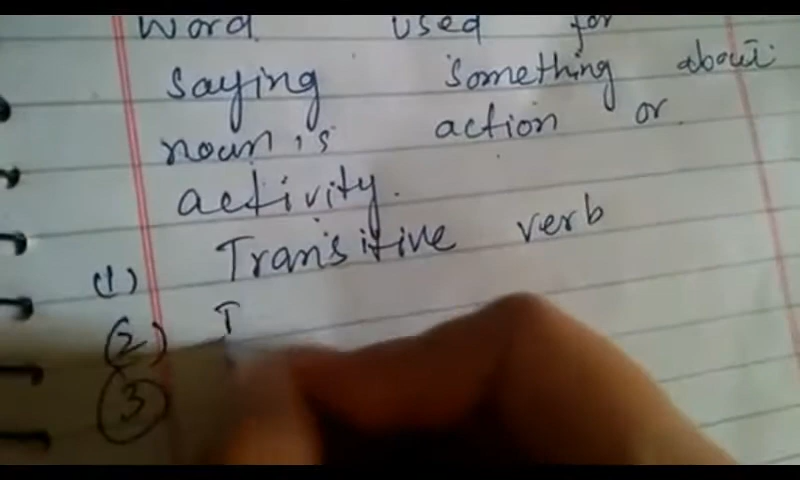 word used for
saying something about
noun's action or
activity.
(1) Transitive verb
(2) I
(3)